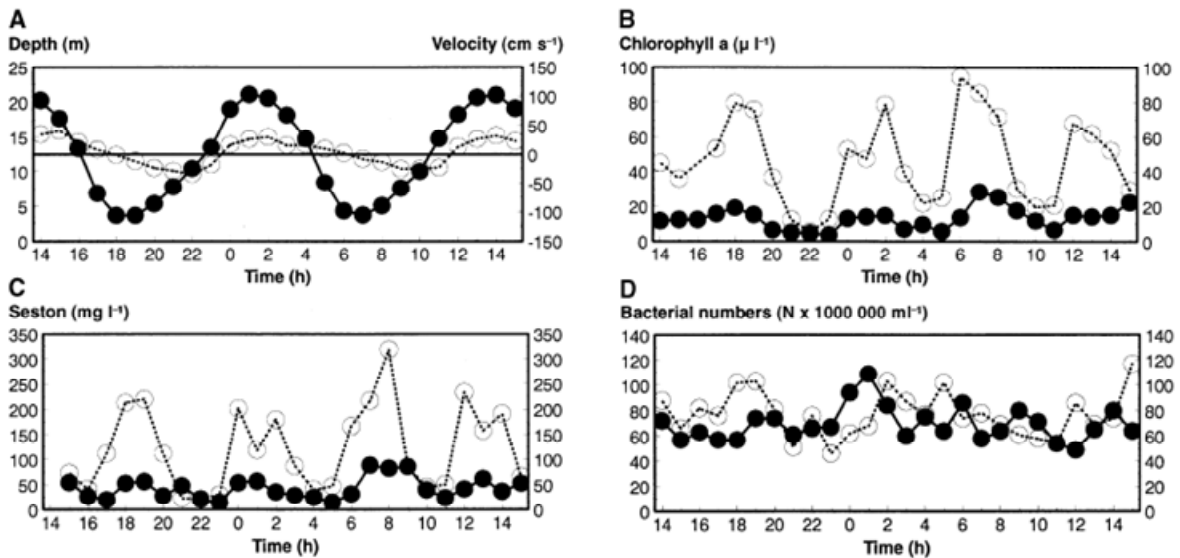 A
Depth (m) Velocity (cm s⁻¹)
25 150
20 100
15 50
10 0
5 -50
0 -100
-150
14 16 18 20 22 0 2 4 6 8 10 12 14
Time (h)
B
Chlorophyll a (µ l⁻¹)
100 100
80 80
60 60
40 40
20 20
0 0
14 16 18 20 22 0 2 4 6 8 10 12 14
Time (h)
C
Seston (mg l⁻¹)
350 350
300 300
250 250
200 200
150 150
100 100
50 50
0 0
14 16 18 20 22 0 2 4 6 8 10 12 14
Time (h)
D
Bacterial numbers (N x 1000 000 ml⁻¹)
140 140
120 120
100 100
80 80
60 60
40 40
20 20
0 0
14 16 18 20 22 0 2 4 6 8 10 12 14
Time (h)